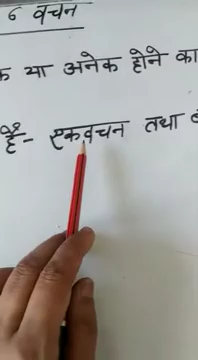 6 वचन
क या अनेक होने का
हैं- एकवचन तथा ब